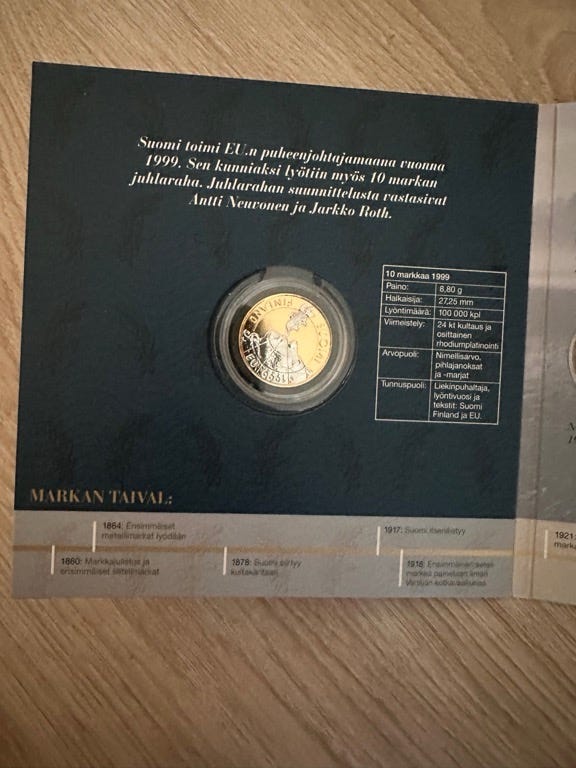 Suomi toimi EU:n puheenjohtajamaana vuonna
1999. Sen kunniaksi lyötiin myös 10 markan
juhlaraha. Juhlarahan suunnittelusta vastasivat
Antti Neuvonen ja Jarkko Roth.
10 markkaa 1999
Paino: 8,80 g
Halkaisija: 27,25 mm
Lyöntimäärä: 100 000 kpl
Viimeistely: 24 kt kultaus ja
osittainen
rhodiumplatinointi
Arvopuoli: Nimellisarvo,
pihlajanoksat
ja -marjat
Tunnuspuoli: Liekinpuhaltaja,
lyöntivuosi ja
tekstit: Suomi
Finland ja EU.
MARKAN TAIVAL:
1864: Ensimmäiset
metallimarkat lyödään
1917: Suomi itsenäistyy
1921:
marka
1860: Markkajulistus ja
ensimmäiset setelimarkat
1878: Suomi siirtyy
kultakantaan
1918: Ensimmäinen